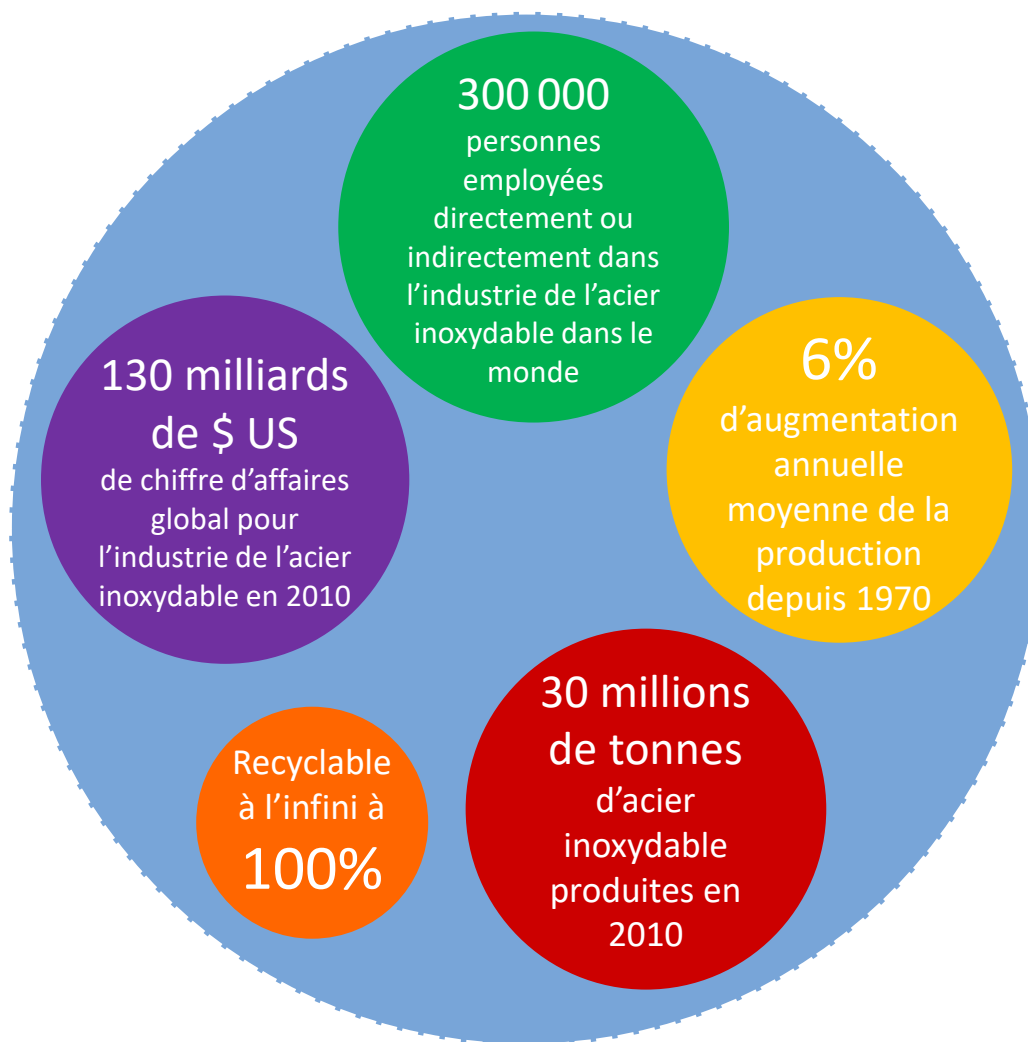 300 000
personnes
employées
directement ou
indirectement dans
l’industrie de l’acier
inoxydable dans le
monde
130 milliards
de $ US
de chiffre d’affaires
global pour
l’industrie de l’acier
inoxydable en 2010
6%
d’augmentation
annuelle
moyenne de la
production
depuis 1970
Recyclable
à l’infini à
100%
30 millions
de tonnes
d’acier
inoxydable
produites en
2010